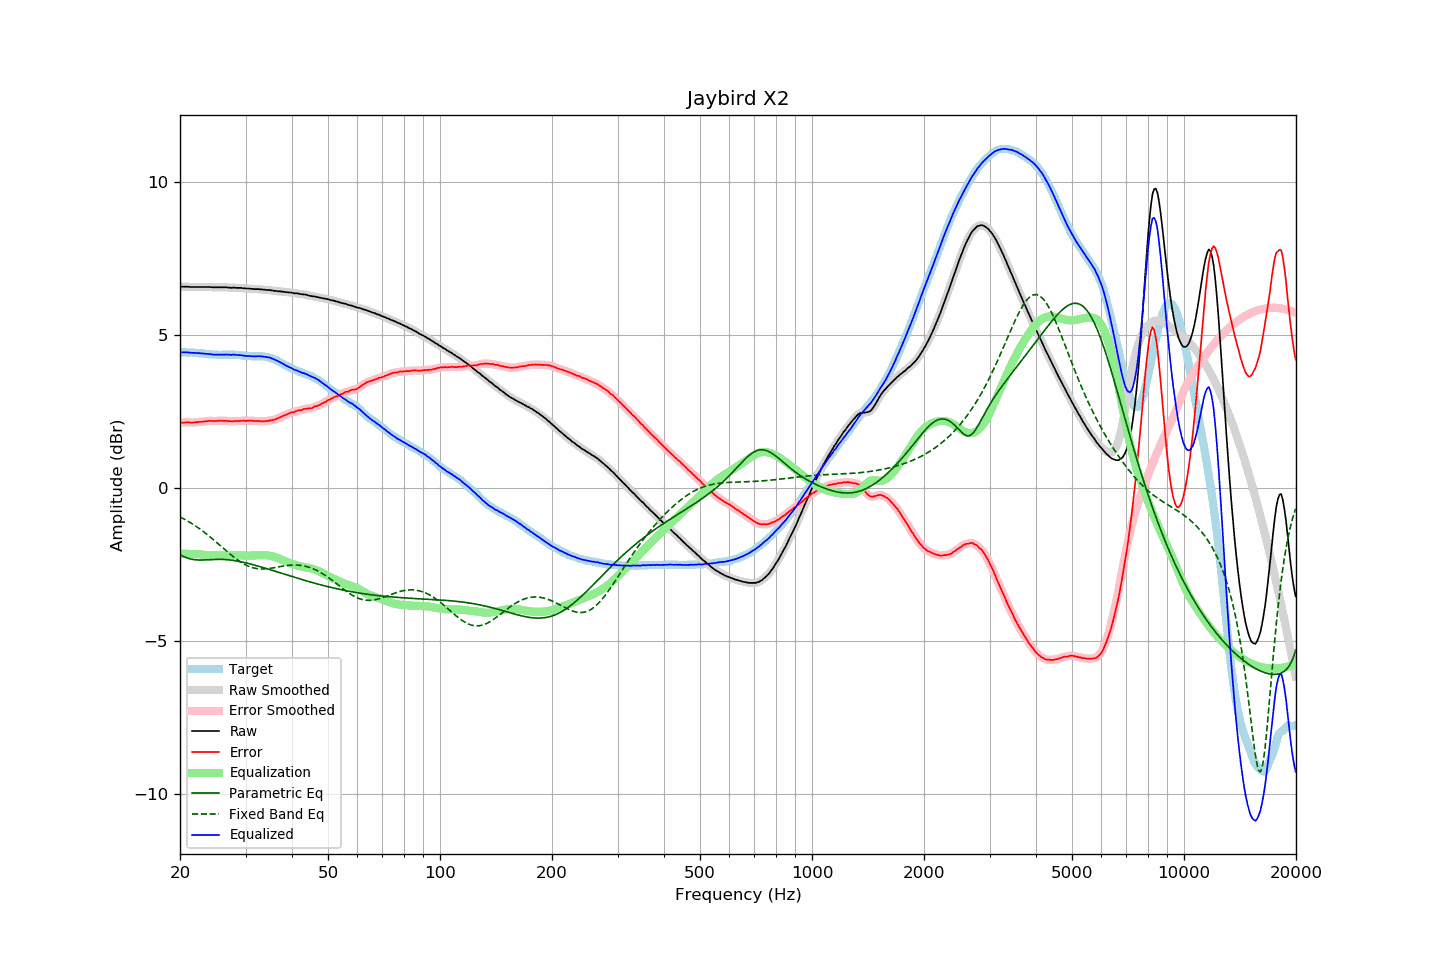 Jaybird X2
Amplitude (dBr)
10
5
0
−5
−10
Target
Raw Smoothed
Error Smoothed
Raw
Error
Equalization
Parametric Eq
Fixed Band Eq
Equalized
20 50 100 200 500 1000 2000 5000 10000 20000
Frequency (Hz)